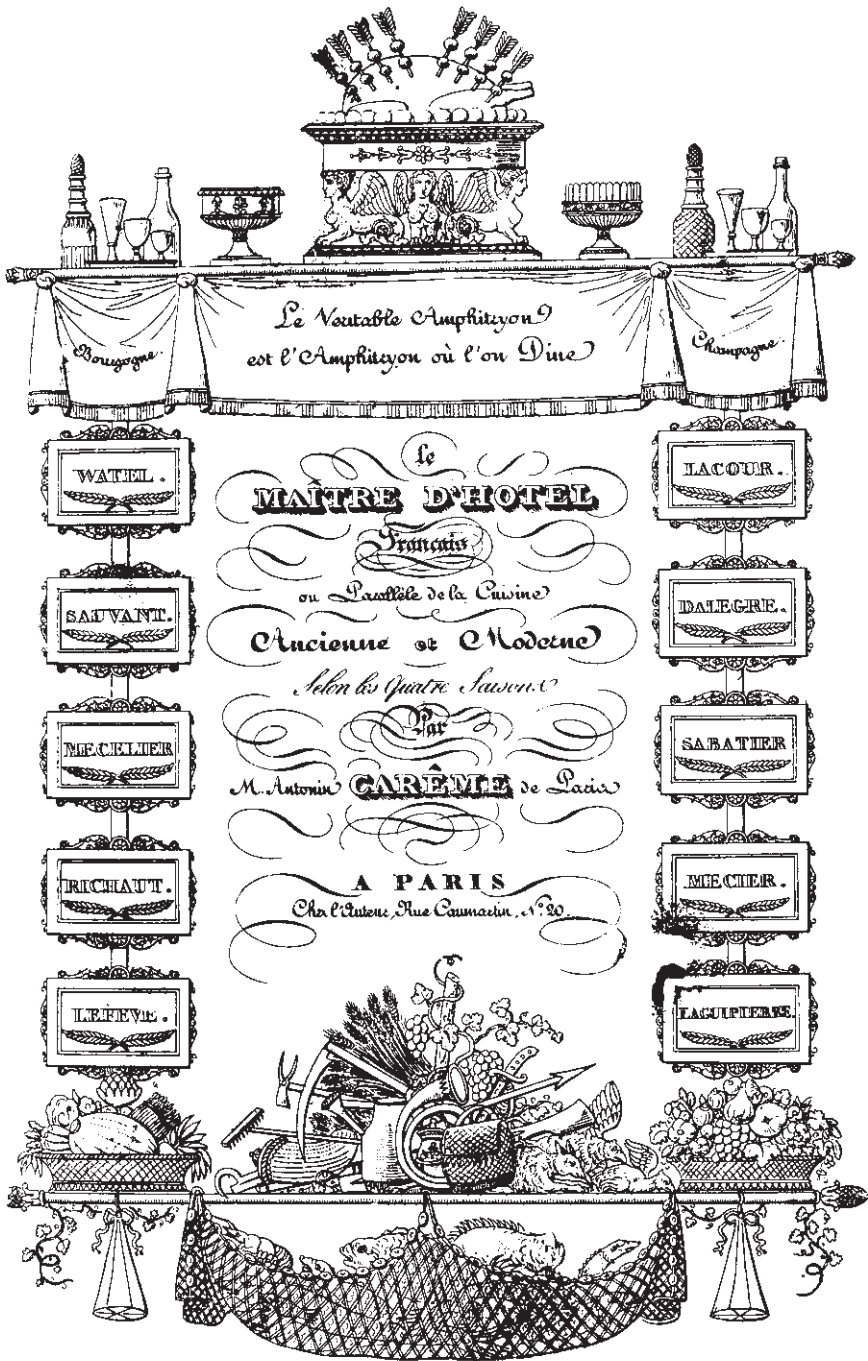 Le Veritable Amphitryon
est l'Amphitryon où l'on Dine
Bourgogne.
Champagne.
WATEL.
SAUVANT.
MECELIER
RICHAUT.
LEFEVE.
le
MAÎTRE D'HOTEL
Français
ou Parallèle de la Cuisine
Ancienne et Moderne
Selon les Quatre Saisons
Par
M. Antonin CARÊME de Paris
A PARIS
Chez l'Auteur, Rue Caumartin, N.º 20.
LACOUR.
DALEGRE.
SABATIER
MECIER.
LAGUIPIERRE.